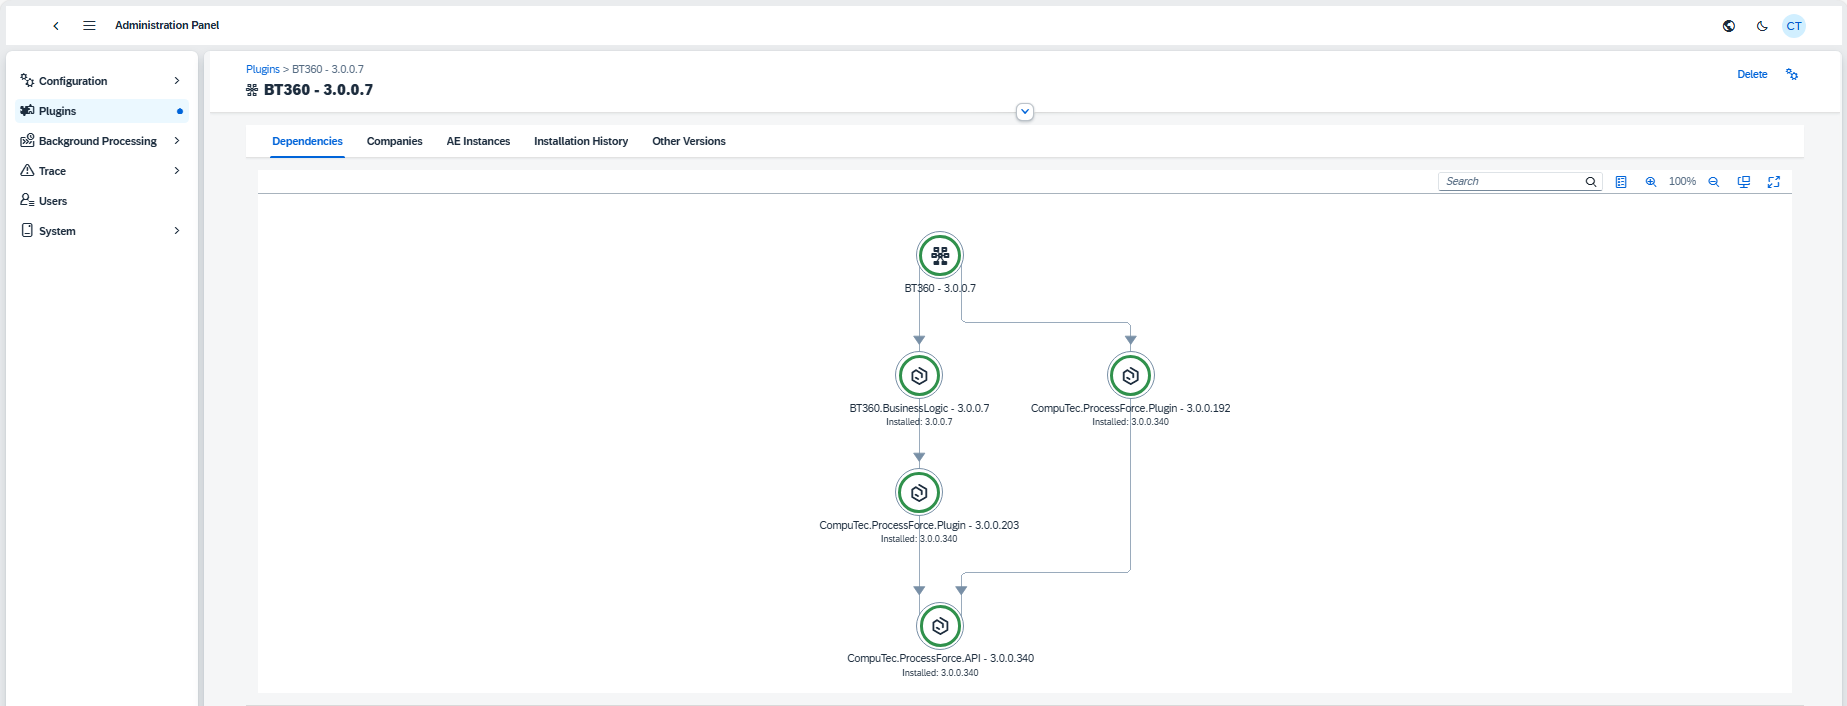 Administration Panel
CT
Configuration
Plugins
Background Processing
Trace
Users
System
Plugins > BT360 - 3.0.0.7
BT360 - 3.0.0.7
Delete
Dependencies Companies AE Instances Installation History Other Versions
Search
100%
BT360 - 3.0.0.7
BT360.BusinessLogic - 3.0.0.7
Installed: 3.0.0.7
CompuTec.ProcessForce.Plugin - 3.0.0.192
Installed: 3.0.0.340
CompuTec.ProcessForce.Plugin - 3.0.0.203
Installed: 3.0.0.340
CompuTec.ProcessForce.API - 3.0.0.340
Installed: 3.0.0.340